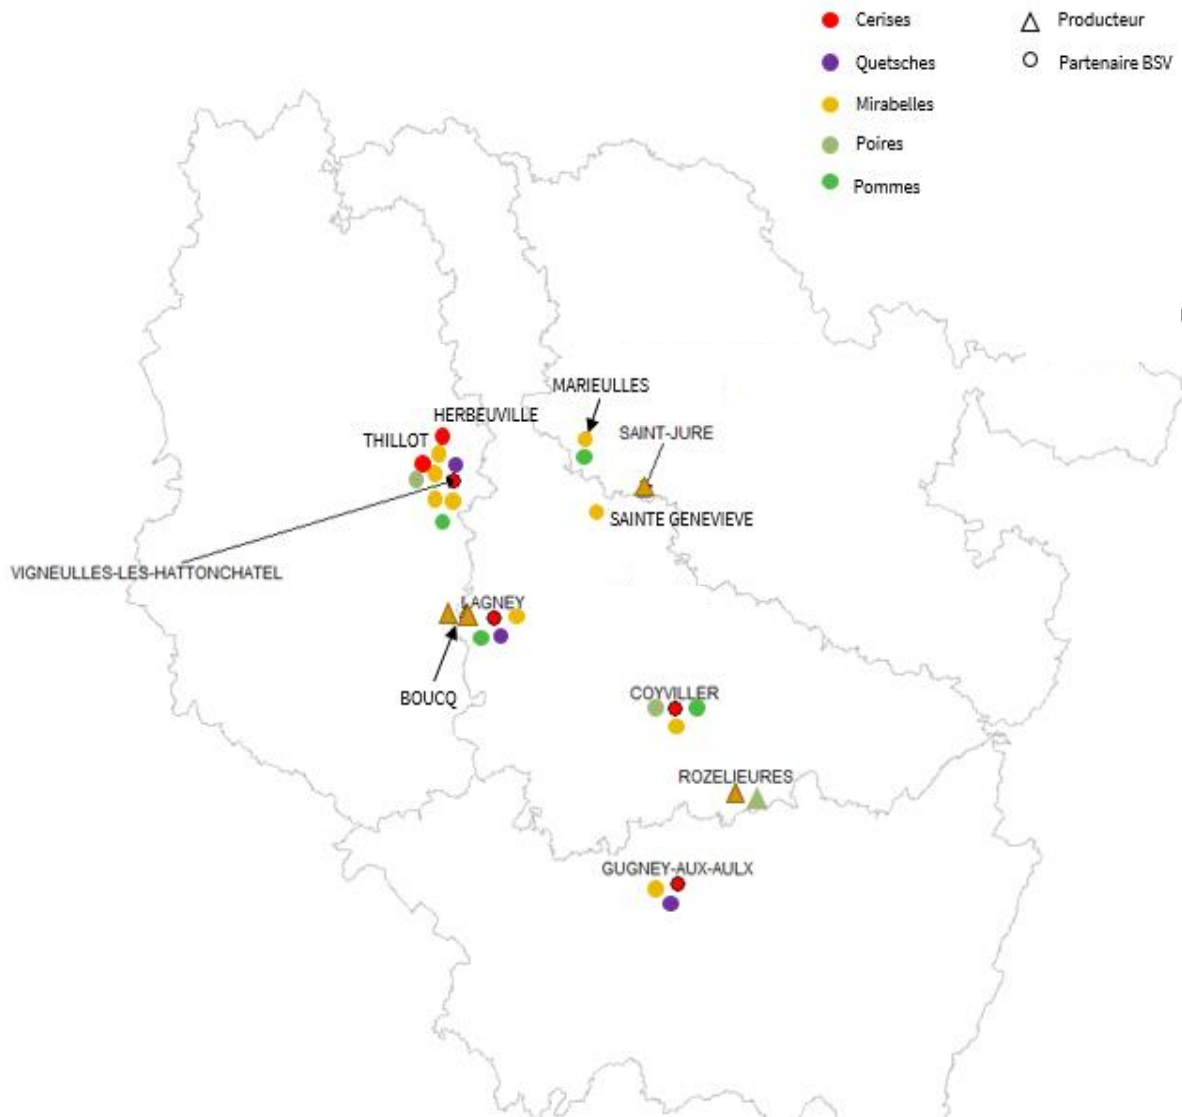 Cerises
Producteur
Quetsches
Partenaire BSV
Mirabelles
Poires
Pommes
MARIEULLES
HERBEUVILLE
SAINT-JURE
THILLOT
SAINTE GENEVIEVE
VIGNEULLES-LES-HATTONCHATEL
LAGNEY
BOUCQ
COYVILLER
ROZELIEURES
GUGNEY-AUX-AULX